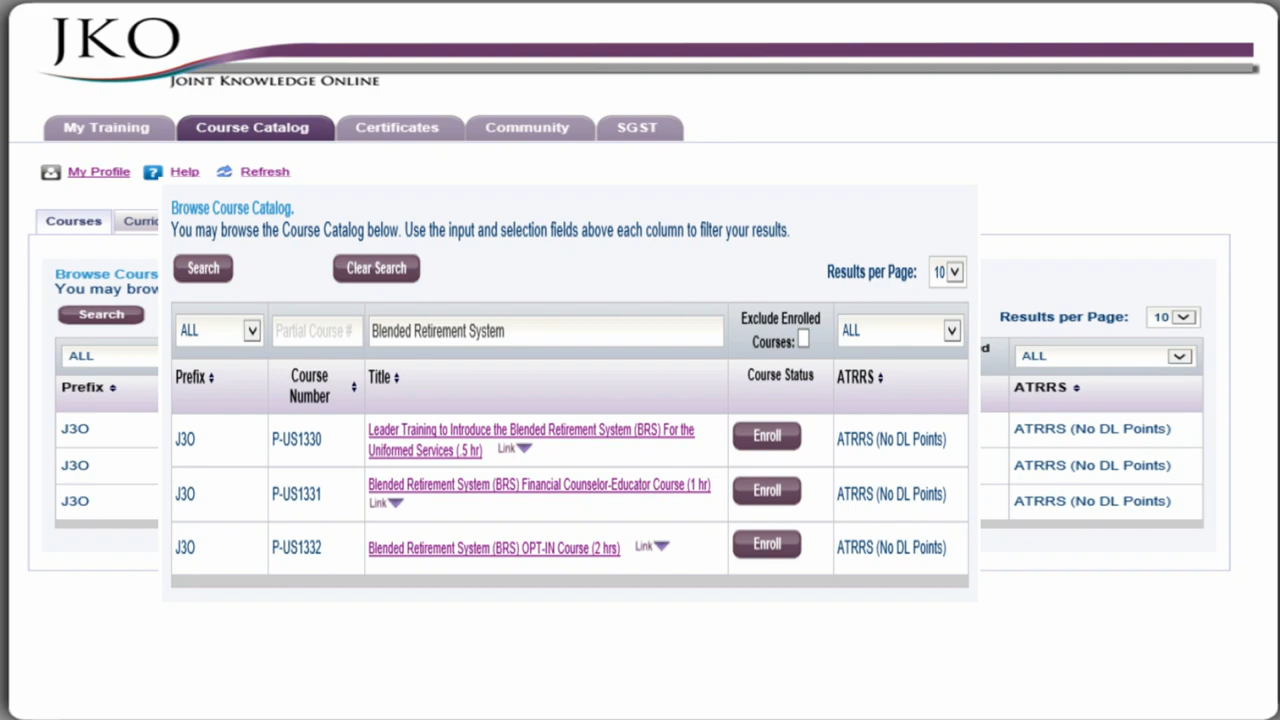 JKO
JOINT KNOWLEDGE ONLINE
My Training Course Catalog Certificates Community SGST
My Profile Help Refresh
Courses
Browse Course Catalog.
You may browse the Course Catalog below. Use the input and selection fields above each column to filter your results.
Search Clear Search
Results per Page: 10
ALL Partial Course # Blended Retirement System Exclude Enrolled Courses: ALL
Prefix Course Number Title Course Status ATRRS
J3O P-US1330 Leader Training to Introduce the Blended Retirement System (BRS) For the
Uniformed Services (.5 hr) Link Enroll ATRRS (No DL Points)
J3O P-US1331 Blended Retirement System (BRS) Financial Counselor-Educator Course (1 hr)
Link Enroll ATRRS (No DL Points)
J3O P-US1332 Blended Retirement System (BRS) OPT-IN Course (2 hrs) Link Enroll ATRRS (No DL Points)
Browse
You may
Search
ALL
Prefix
J3O
J3O
J3O
Results per Page: 10
ALL
ATRRS
ATRRS (No DL Points)
ATRRS (No DL Points)
ATRRS (No DL Points)